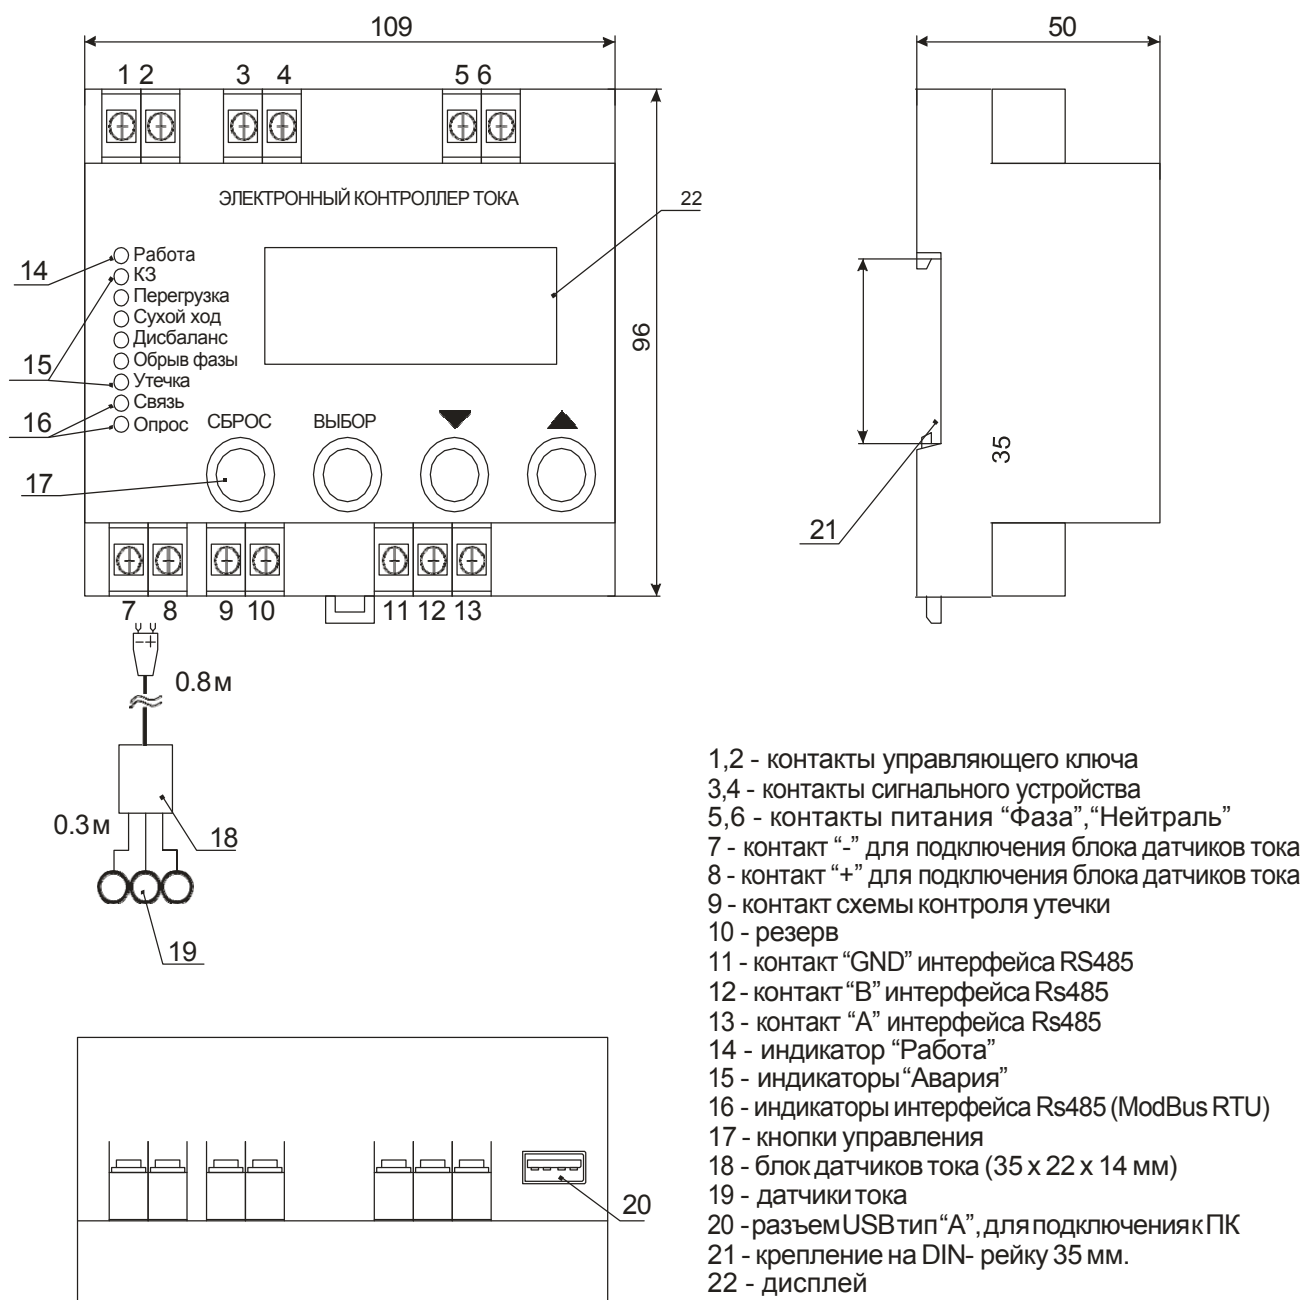 109
50
1 2 3 4 5 6
ЭЛЕКТРОННЫЙ КОНТРОЛЛЕР ТОКА
22
14
Работа
КЗ
Перегрузка
Сухой ход
Дисбаланс
Обрыв фазы
Утечка
Связь
Опрос
15
16
17
СБРОС ВЫБОР
96
35
21
7 8 9 10 11 12 13
-+
0.8 м
0.3 м
18
19
20
1,2 - контакты управляющего ключа
3,4 - контакты сигнального устройства
5,6 - контакты питания “Фаза”,“Нейтраль”
7 - контакт “-” для подключения блока датчиков тока
8 - контакт “+” для подключения блока датчиков тока
9 - контакт схемы контроля утечки
10 - резерв
11 - контакт “GND” интерфейса RS485
12 - контакт “B” интерфейса Rs485
13 - контакт “A” интерфейса Rs485
14 - индикатор “Работа”
15 - индикаторы “Авария”
16 - индикаторы интерфейса Rs485 (ModBus RTU)
17 - кнопки управления
18 - блок датчиков тока (35 x 22 x 14 мм)
19 - датчики тока
20 - разъем USB тип “A”, для подключения к ПК
21 - крепление на DIN- рейку 35 мм.
22 - дисплей